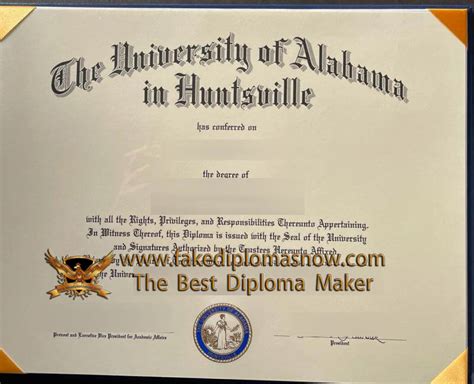 The University of Alabama
in Huntsville
has conferred on
the degree of
with all the Rights, Privileges, and Responsibilities Thereunto Appertaining.
In Witness Thereof, this Diploma is issued with the Seal of the University
and Signatures Authorized by the Trustees Hereunto Affixed
www.fakediplomashow.com
The Best Diploma Maker
the University
Provost and Executive Vice President for Academic Affairs
President